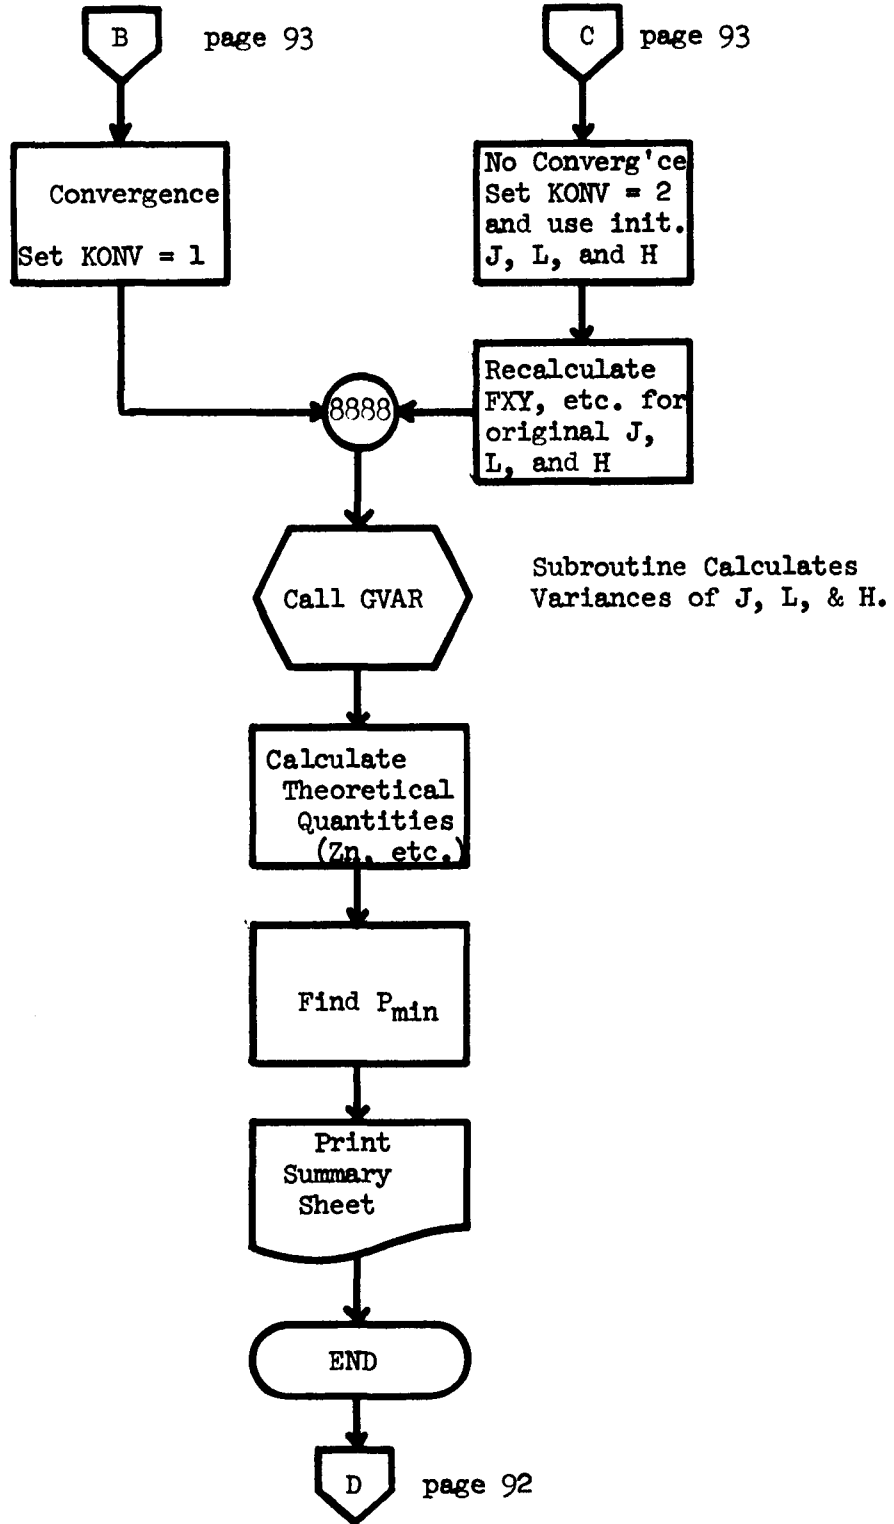 B page 93
C page 93
Convergence
Set KONV = 1
No Converg'ce
Set KONV = 2
and use init.
J, L, and H
Recalculate
FXY, etc. for
original J,
L, and H
8888
Call GVAR
Subroutine Calculates
Variances of J, L, & H.
Calculate
Theoretical
Quantities
(Zn, etc.)
Find Pmin
Print
Summary
Sheet
END
D page 92